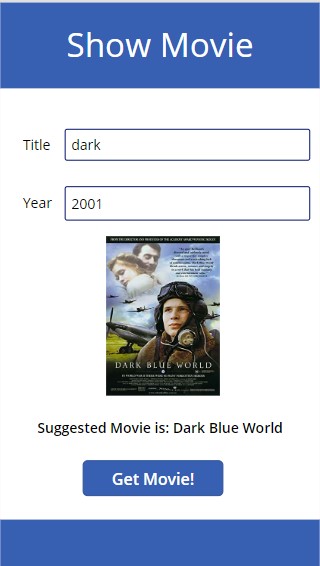 Show Movie
Title
dark
Year
2001
DARK BLUE WORLD
Suggested Movie is: Dark Blue World
Get Movie!